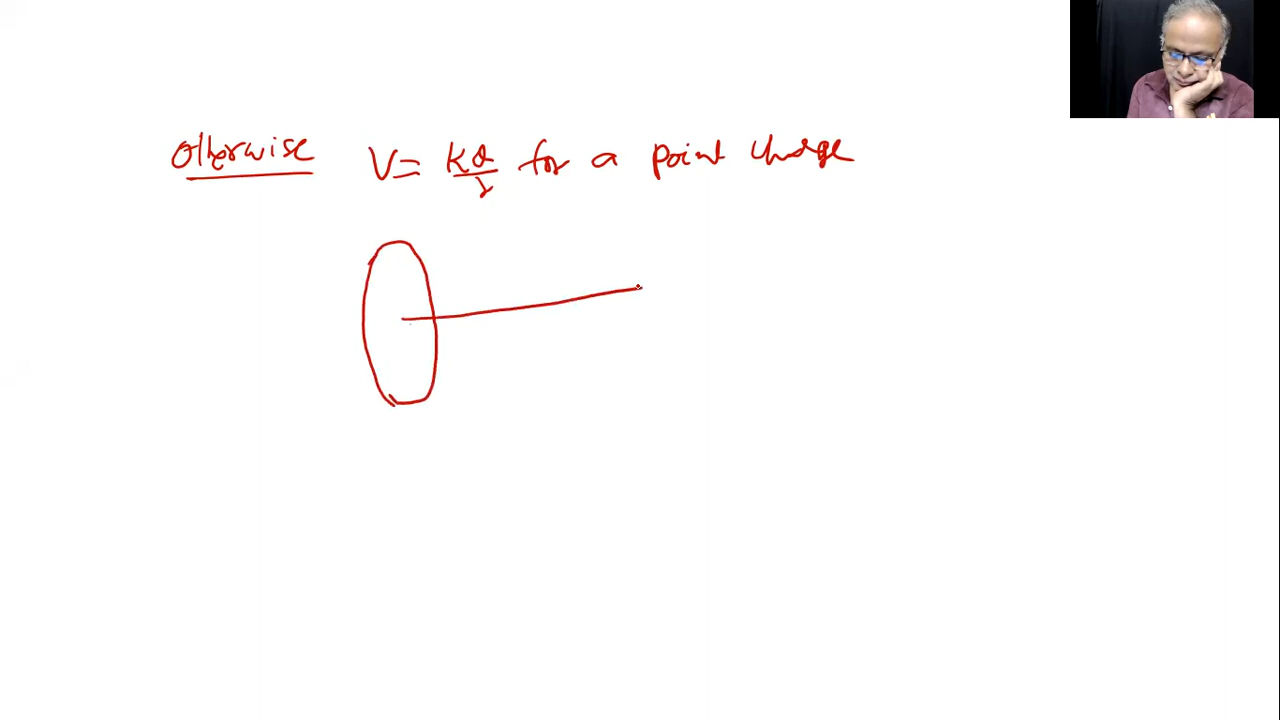 Otherwise V = KQ/r for a point charge